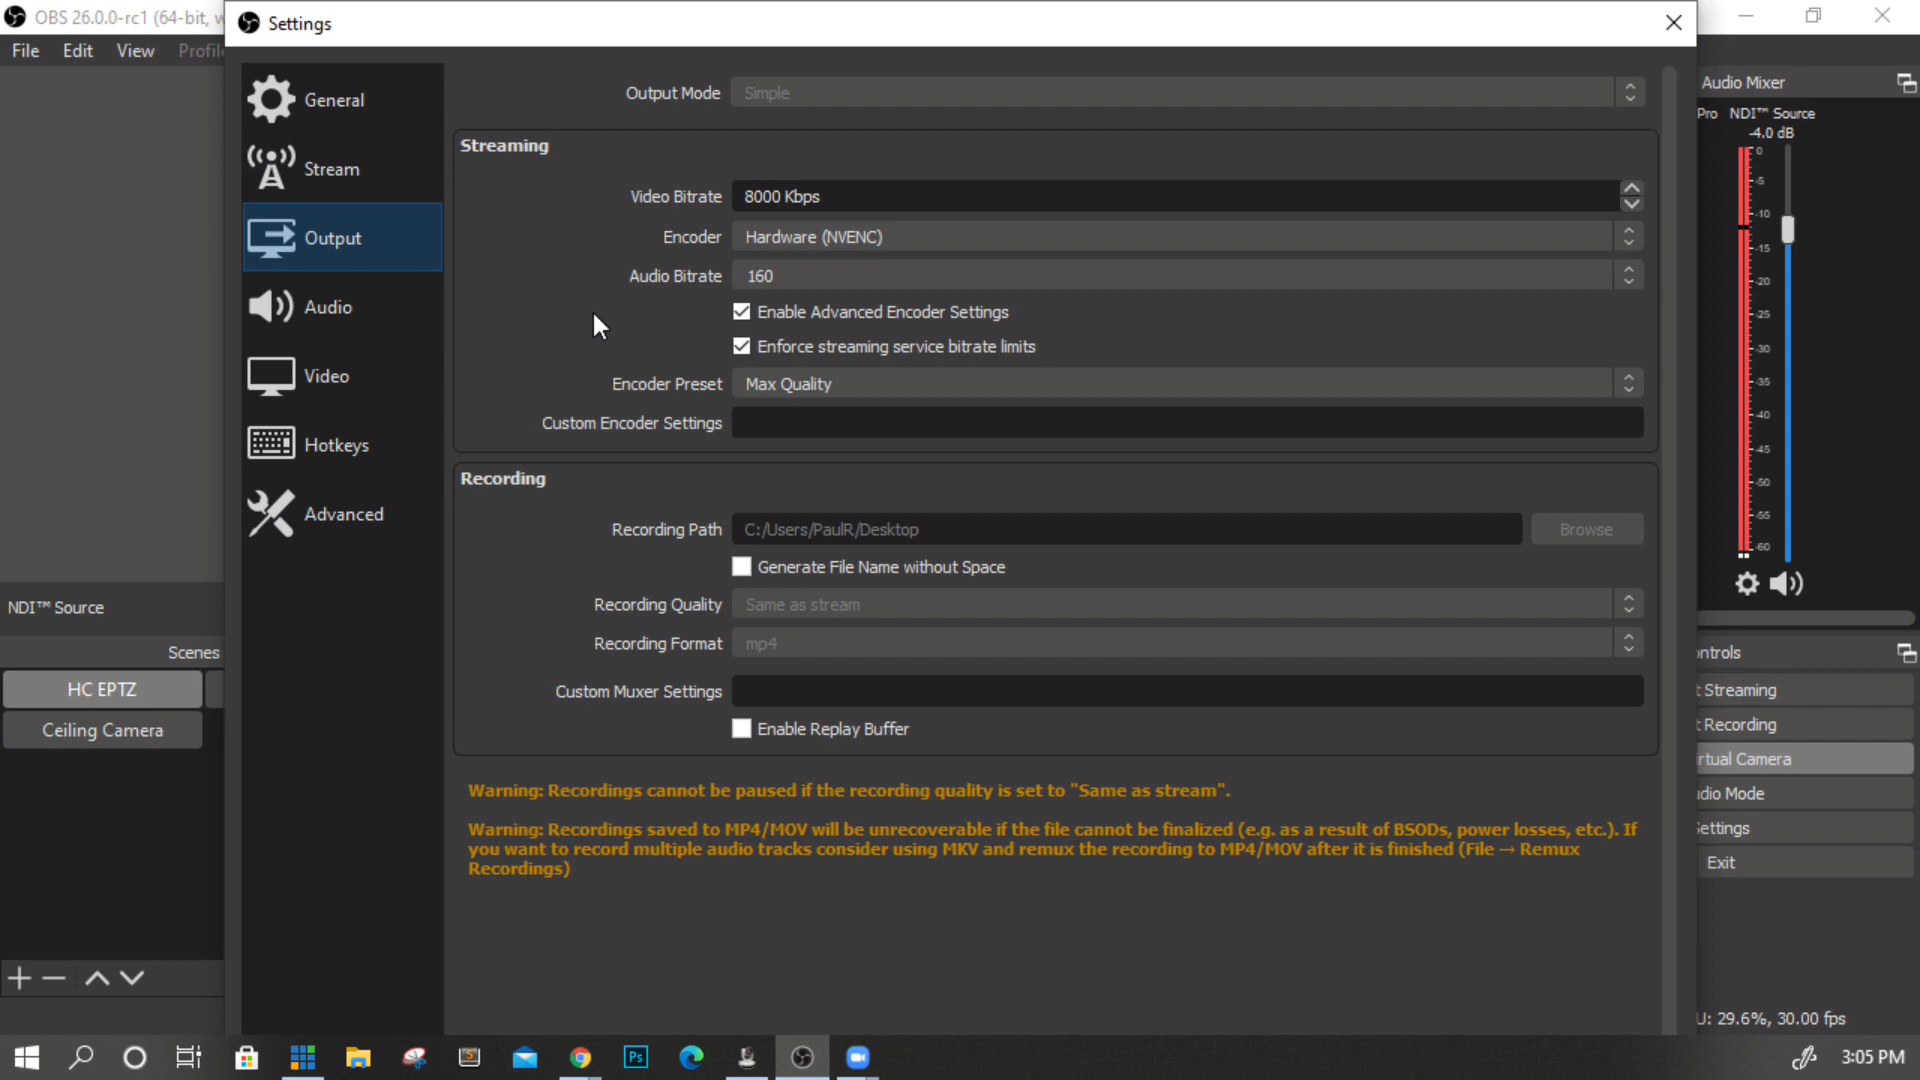 OBS 26.0.0-rc1 (64-bit, w
Settings
File Edit View Profile
General
Stream
Output
Audio
Video
Hotkeys
Advanced
Output Mode Simple
Streaming
Video Bitrate 8000 Kbps
Encoder Hardware (NVENC)
Audio Bitrate 160
Enable Advanced Encoder Settings
Enforce streaming service bitrate limits
Encoder Preset Max Quality
Custom Encoder Settings
Recording
Recording Path C:/Users/PaulR/Desktop Browse
Generate File Name without Space
Recording Quality Same as stream
Recording Format mp4
Custom Muxer Settings
Enable Replay Buffer
Warning: Recordings cannot be paused if the recording quality is set to "Same as stream".
Warning: Recordings saved to MP4/MOV will be unrecoverable if the file cannot be finalized (e.g. as a result of BSODs, power losses, etc.). If
you want to record multiple audio tracks consider using MKV and remux the recording to MP4/MOV after it is finished (File → Remux
Recordings)
NDI™ Source
Scenes
HC EPTZ
Ceiling Camera
Audio Mixer
Pro NDI™ Source
-4.0 dB
0
-5
-10
-15
-20
-25
-30
-35
-40
-45
-50
-55
-60
ontrols
t Streaming
t Recording
irtual Camera
udio Mode
Settings
Exit
U: 29.6%, 30.00 fps
Ps
3:05 PM